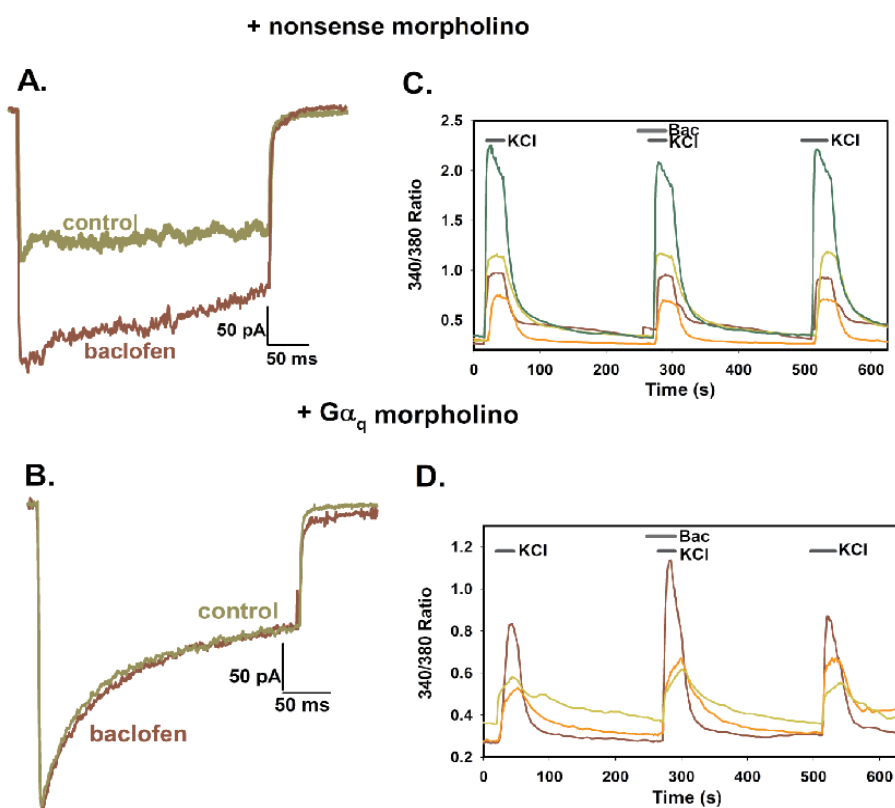 + nonsense morpholino
A.
control
baclofen
50 pA
50 ms
C.
2.5
2.0
1.5
1.0
0.5
340/380 Ratio
KCl
Bac
KCl
KCl
0 100 200 300 400 500 600
Time (s)
+ Gαq morpholino
B.
control
baclofen
50 pA
50 ms
D.
1.2
1.0
0.8
0.6
0.4
0.2
340/380 Ratio
KCl
Bac
KCl
KCl
0 100 200 300 400 500 600
Time (s)